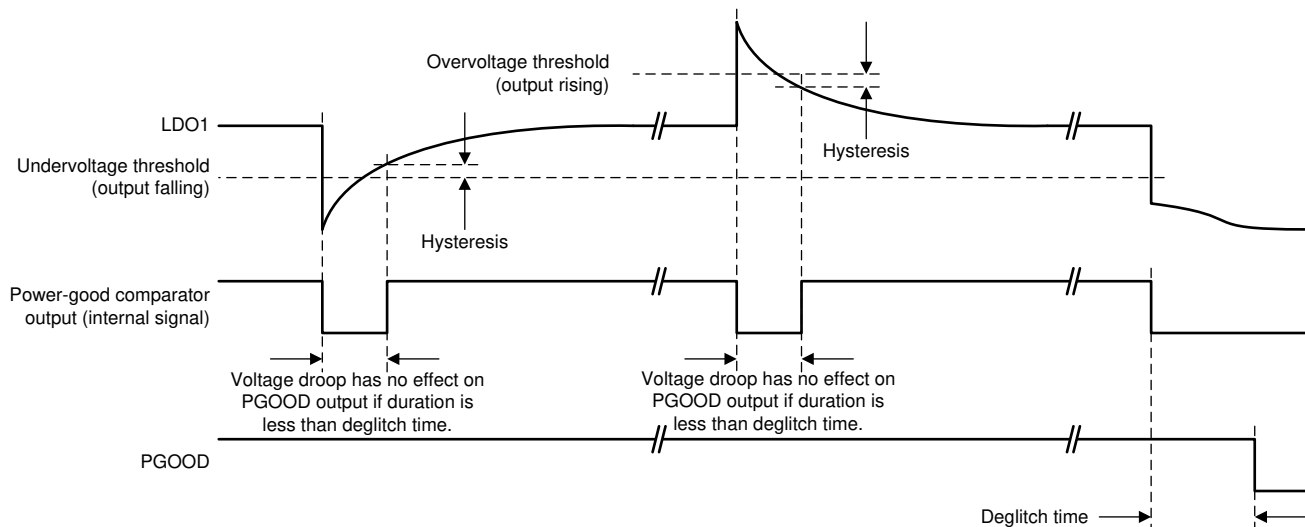 Overvoltage threshold
(output rising)
LDO1
Hysteresis
Undervoltage threshold
(output falling)
Hysteresis
Power-good comparator
output (internal signal)
Voltage droop has no effect on
PGOOD output if duration is
less than deglitch time.
Voltage droop has no effect on
PGOOD output if duration is
less than deglitch time.
PGOOD
Deglitch time